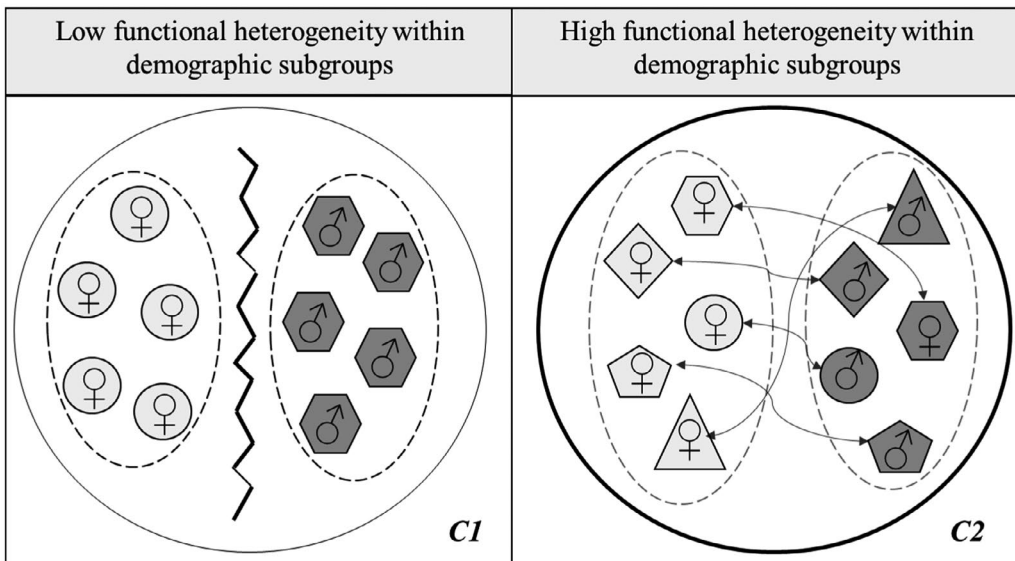 Low functional heterogeneity within
demographic subgroups
High functional heterogeneity within
demographic subgroups
C1
C2